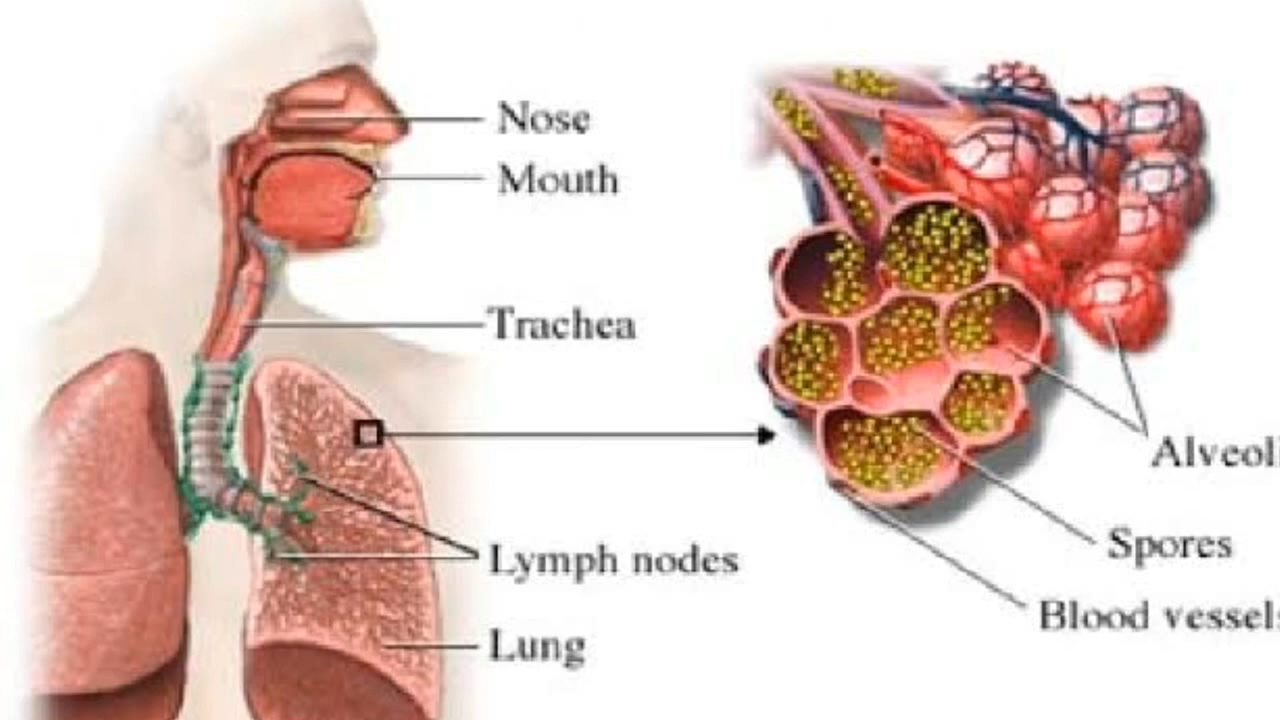 Nose
Mouth
Trachea
Lymph nodes
Lung
Alveoli
Spores
Blood vessels